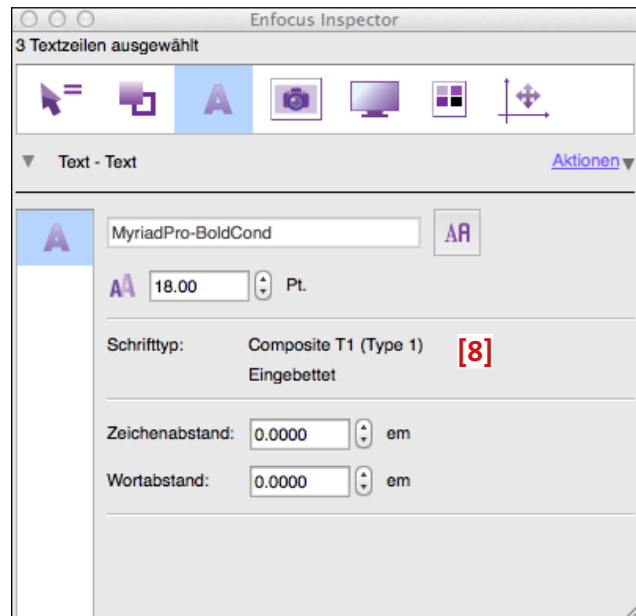 Enfocus Inspector
3 Textzeilen ausgewählt
Text - Text
Aktionen
MyriadPro-BoldCond
18.00 Pt.
Schrifttyp: Composite T1 (Type 1) [8]
Eingebettet
Zeichenabstand: 0.0000 em
Wortabstand: 0.0000 em